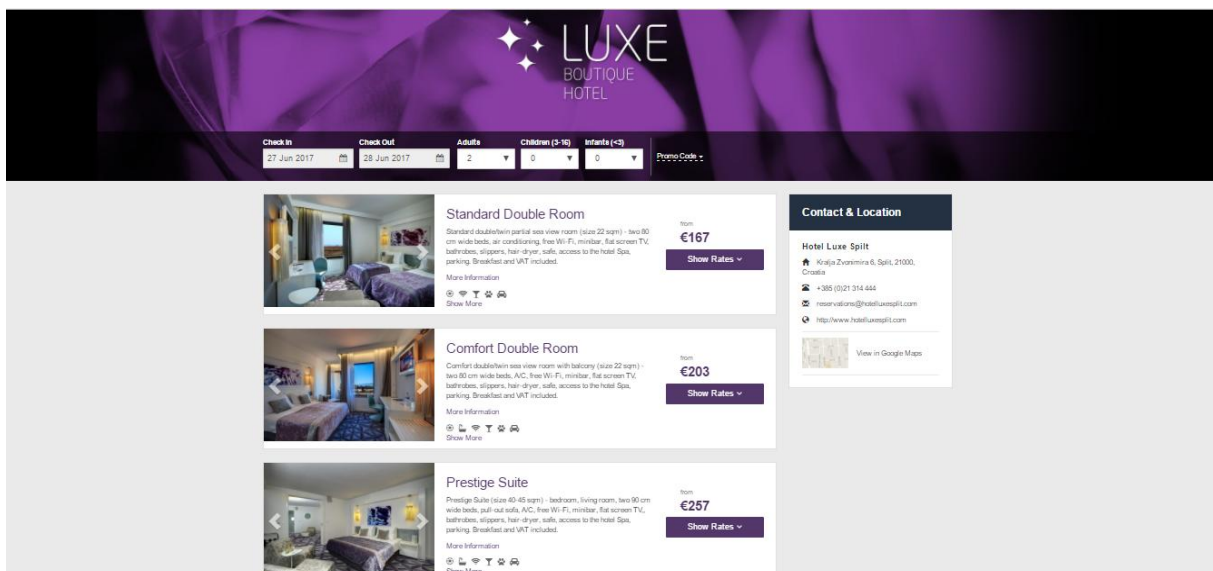 LUXE
BOUTIQUE
HOTEL
Check In
Check Out
Adults
Children (3-16)
Infants (<3)
27 Jun 2017
28 Jun 2017
2
0
0
Promo Code
Standard Double Room
Standard double/twin partial sea view room (size 22 sqm) - two 80
cm wide beds, air conditioning, free Wi-Fi, minibar, flat screen TV,
bathrobes, slippers, hair-dryer, safe, access to the hotel Spa,
parking. Breakfast and VAT included.
More Information
Show More
from
€167
Show Rates
Comfort Double Room
Comfort double/twin sea view room with balcony (size 22 sqm) -
two 80 cm wide beds, A/C, free Wi-Fi, minibar, flat screen TV,
bathrobes, slippers, hair-dryer, safe, access to the hotel Spa,
parking. Breakfast and VAT included.
More Information
Show More
from
€203
Show Rates
Prestige Suite
Prestige Suite (size 40-45 sqm) - bedroom, living room, two 90 cm
wide beds, pull-out sofa, A/C, free Wi-Fi, minibar, flat screen TV,
bathrobes, slippers, hair-dryer, safe, access to the hotel Spa,
parking. Breakfast and VAT included.
More Information
Show More
from
€257
Show Rates
Contact & Location
Hotel Luxe Spilt
Kralja Zvonimira 6, Split, 21000,
Croatia
+385 (0)21 314 444
reservations@hotelluxesplit.com
http://www.hotelluxesplit.com
View in Google Maps